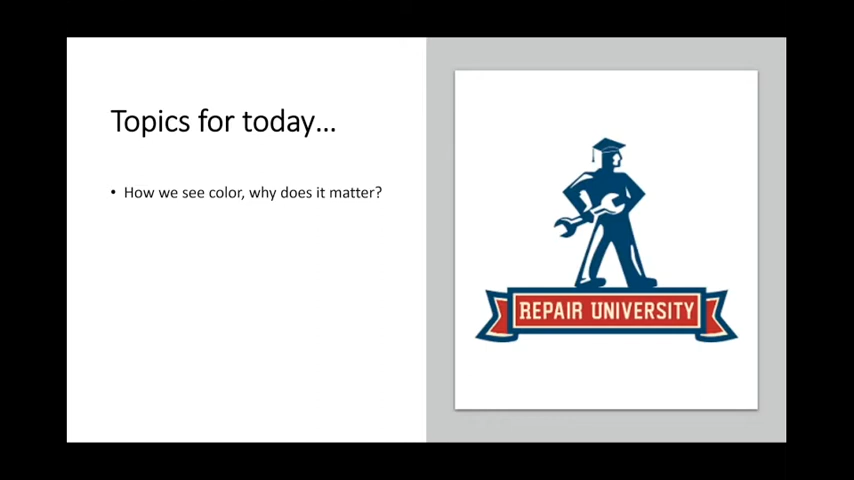 Topics for today...
• How we see color, why does it matter?
REPAIR UNIVERSITY